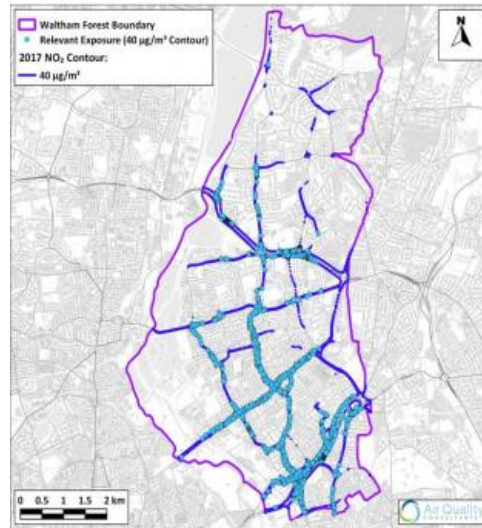 Waltham Forest Boundary
Relevant Exposure (40 µg/m³ Contour)
2017 NO₂ Contour:
40 µg/m³
N
0 0.5 1 1.5 2 km
Air Quality
CONSULTANTS